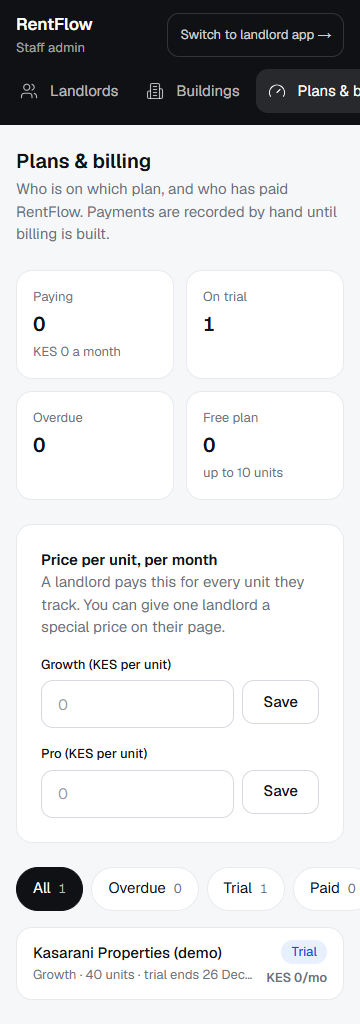 RentFlow
Staff admin
Switch to landlord app →
Landlords
Buildings
Plans & b
Plans & billing
Who is on which plan, and who has paid
RentFlow. Payments are recorded by hand until
billing is built.
Paying
0
KES 0 a month
On trial
1
Overdue
0
Free plan
0
up to 10 units
Price per unit, per month
A landlord pays this for every unit they
track. You can give one landlord a
special price on their page.
Growth (KES per unit)
0
Save
Pro (KES per unit)
0
Save
All 1
Overdue 0
Trial 1
Paid 0
Kasarani Properties (demo)
Trial
Growth · 40 units · trial ends 26 Dec...
KES 0/mo